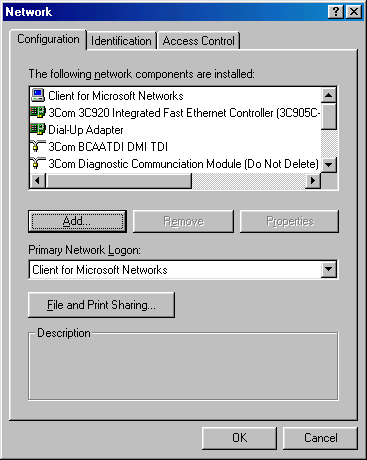 Network
Configuration Identification Access Control
The following network components are installed:
Client for Microsoft Networks
3Com 3C920 Integrated Fast Ethernet Controller (3C905C-
Dial-Up Adapter
3Com BCAATDI DMI TDI
3Com Diagnostic Communciation Module (Do Not Delete)
Add... Remove Properties
Primary Network Logon:
Client for Microsoft Networks
File and Print Sharing...
Description
OK Cancel